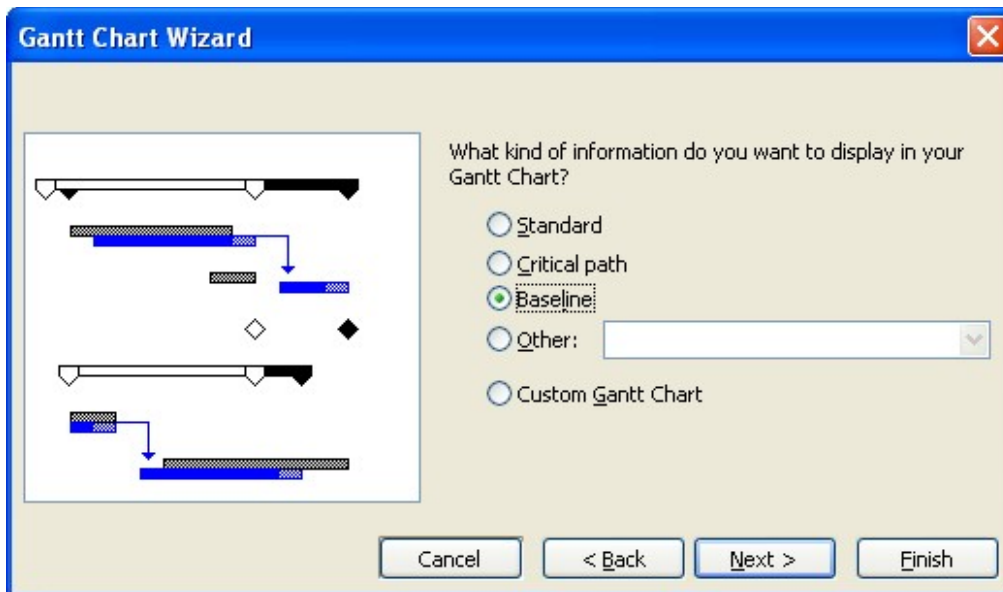 Gantt Chart Wizard
What kind of information do you want to display in your
Gantt Chart?
Standard
Critical path
Baseline
Other:
Custom Gantt Chart
Cancel
< Back
Next >
Finish